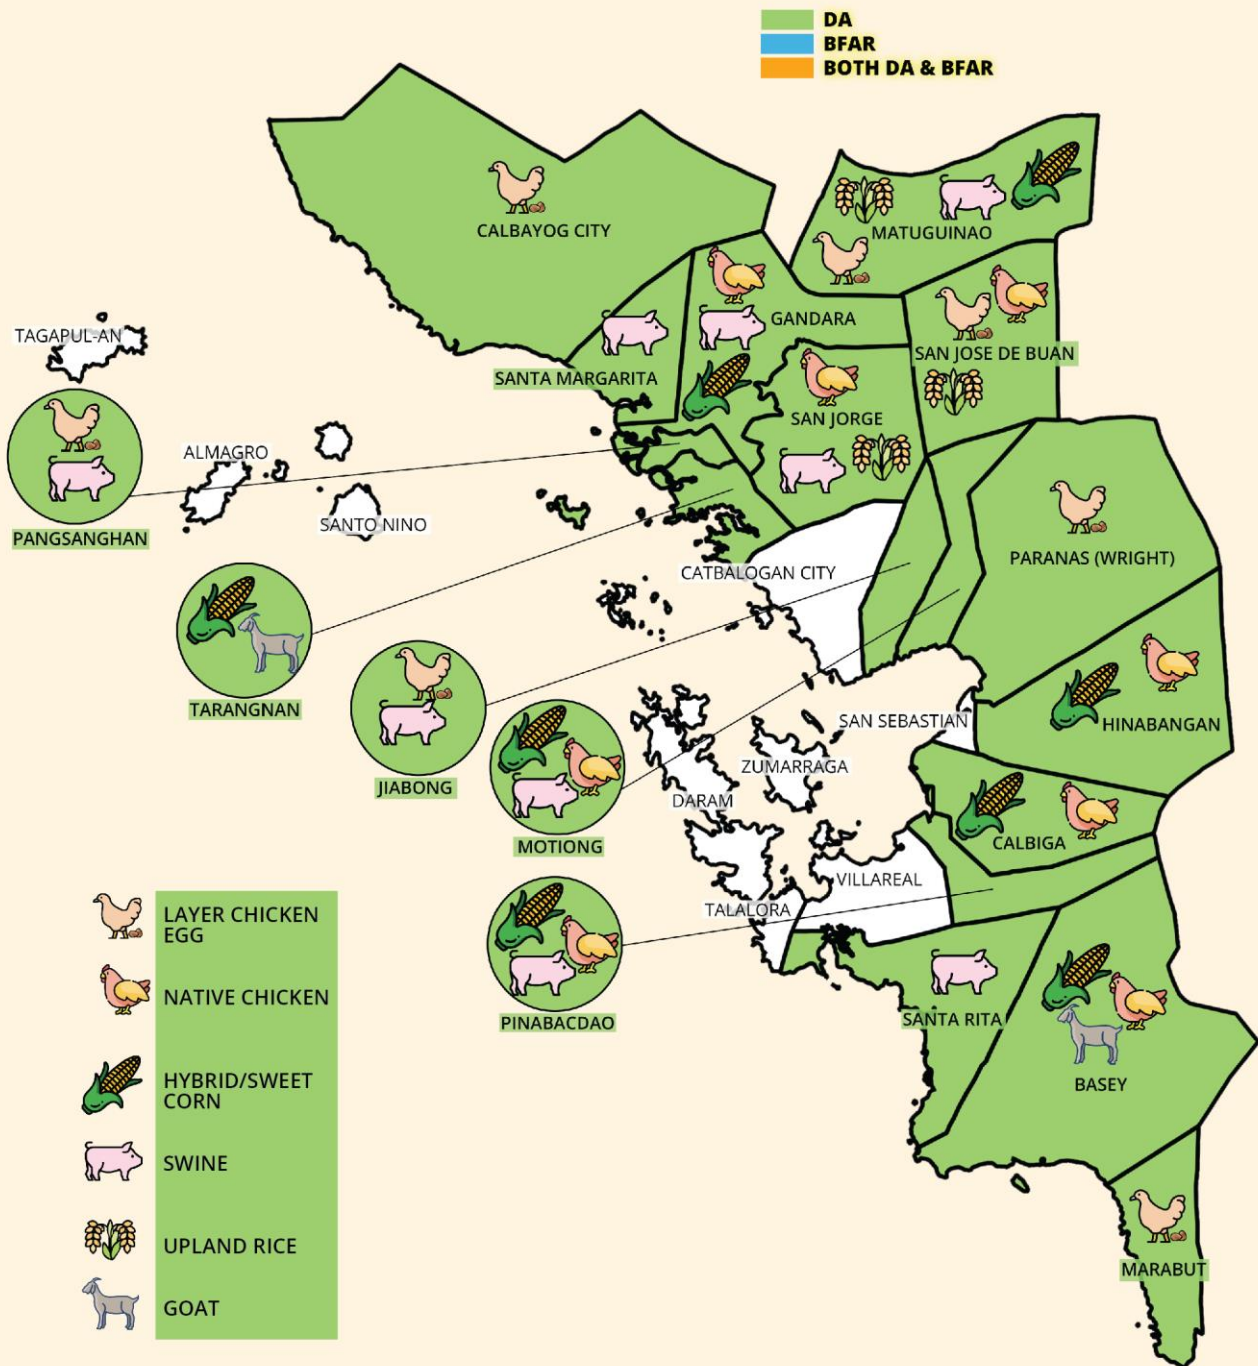 DA
BFAR
BOTH DA & BFAR
CALBAYOG CITY
MATUGUINAO
GANDARA
SAN JOSE DE BUAN
TAGAPUL-AN
SANTA MARGARITA
SAN JORGE
ALMAGRO
SANTO NINO
PANGSANGHAN
PARANAS (WRIGHT)
CATBALOGAN CITY
TARANGNAN
SAN SEBASTIAN
HINABANGAN
ZUMARRAGA
JIABONG
DARAM
MOTIONG
CALBIGA
VILLAREAL
TALALORA
PINABACDAO
SANTA RITA
BASEY
MARABUT
LAYER CHICKEN
EGG
NATIVE CHICKEN
HYBRID/SWEET
CORN
SWINE
UPLAND RICE
GOAT